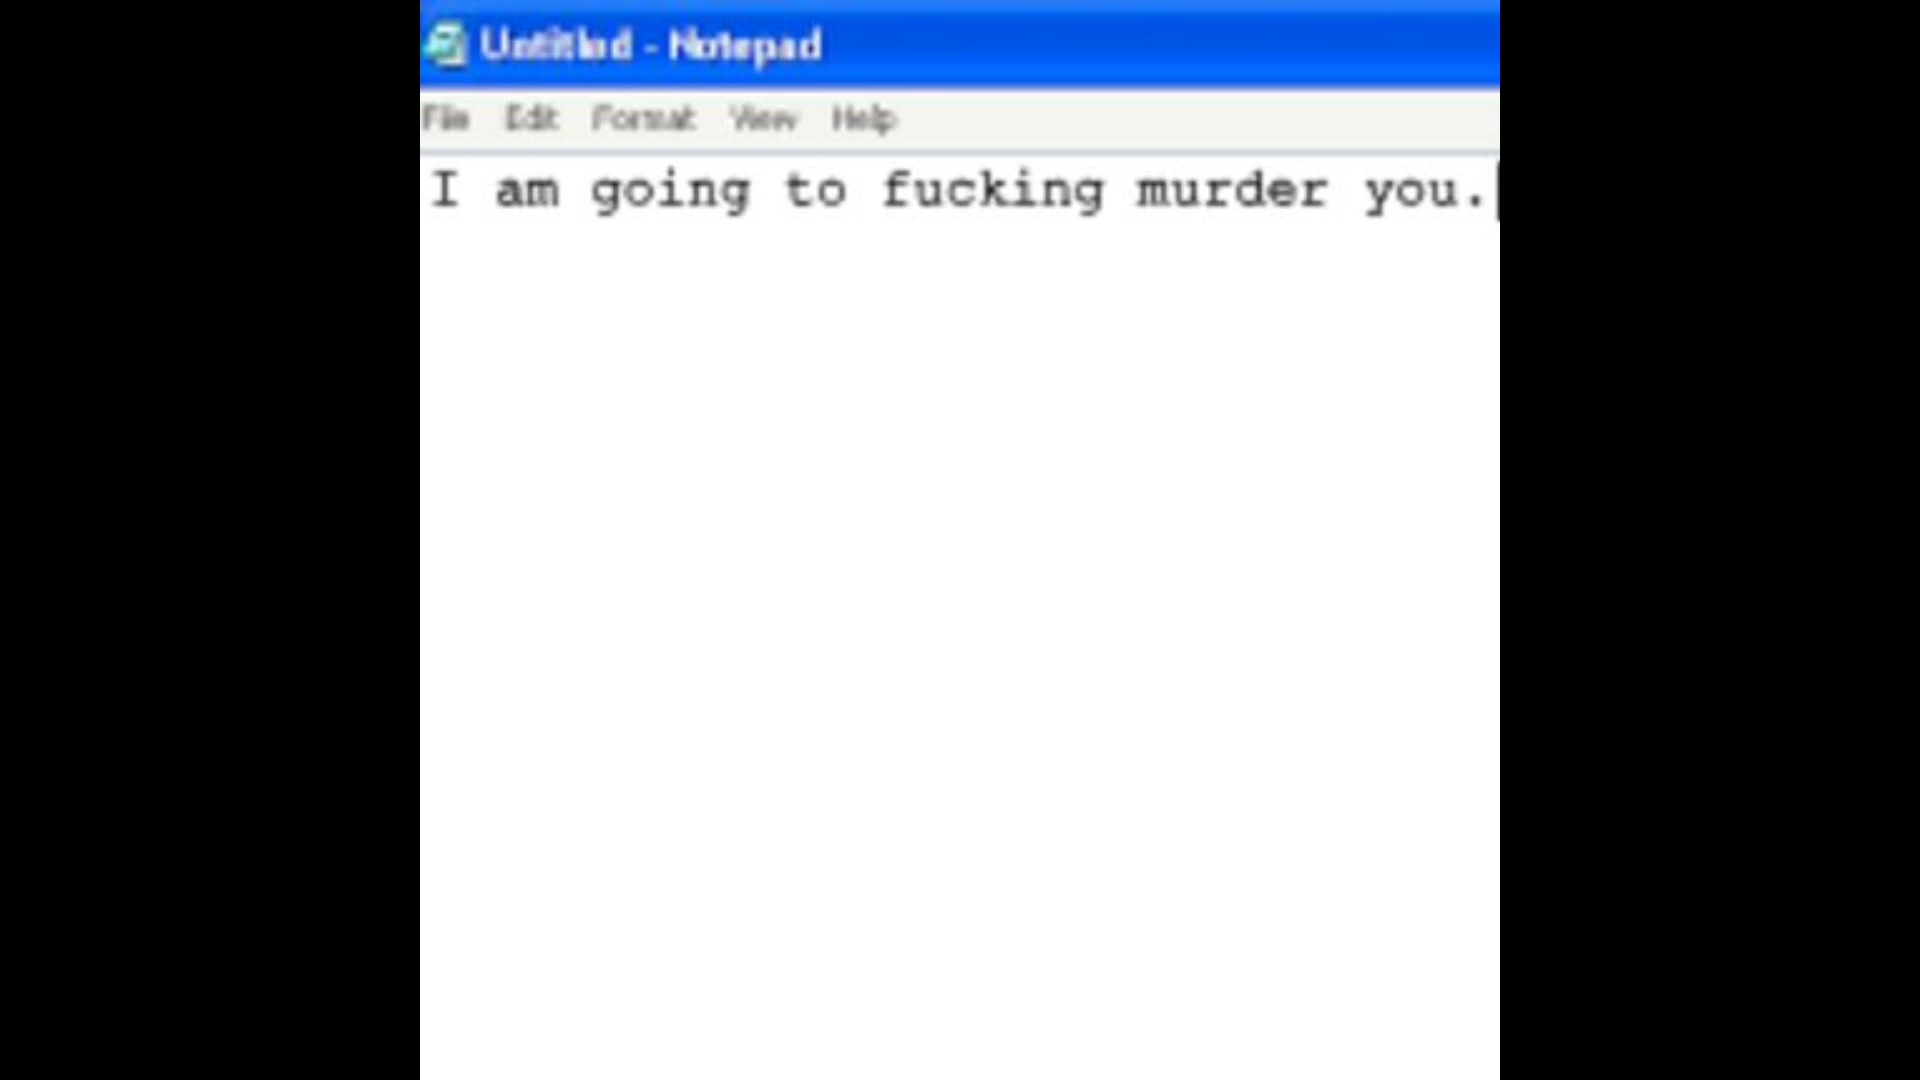 Untitled - Notepad
File Edit Format View Help
I am going to fucking murder you.